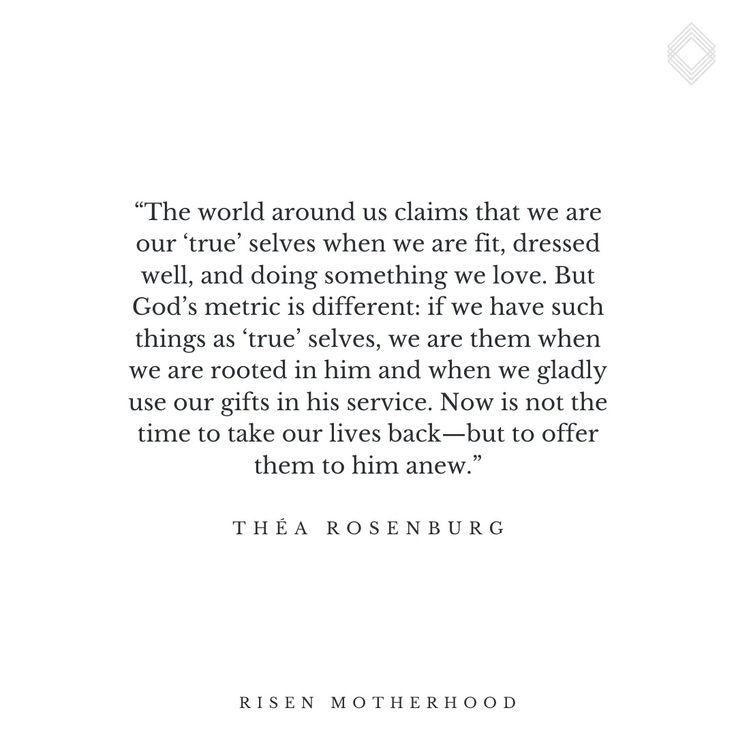 “The world around us claims that we are
our ‘true’ selves when we are fit, dressed
well, and doing something we love. But
God’s metric is different: if we have such
things as ‘true’ selves, we are them when
we are rooted in him and when we gladly
use our gifts in his service. Now is not the
time to take our lives back—but to offer
them to him anew.”
THÉA ROSENBURG
RISEN MOTHERHOOD